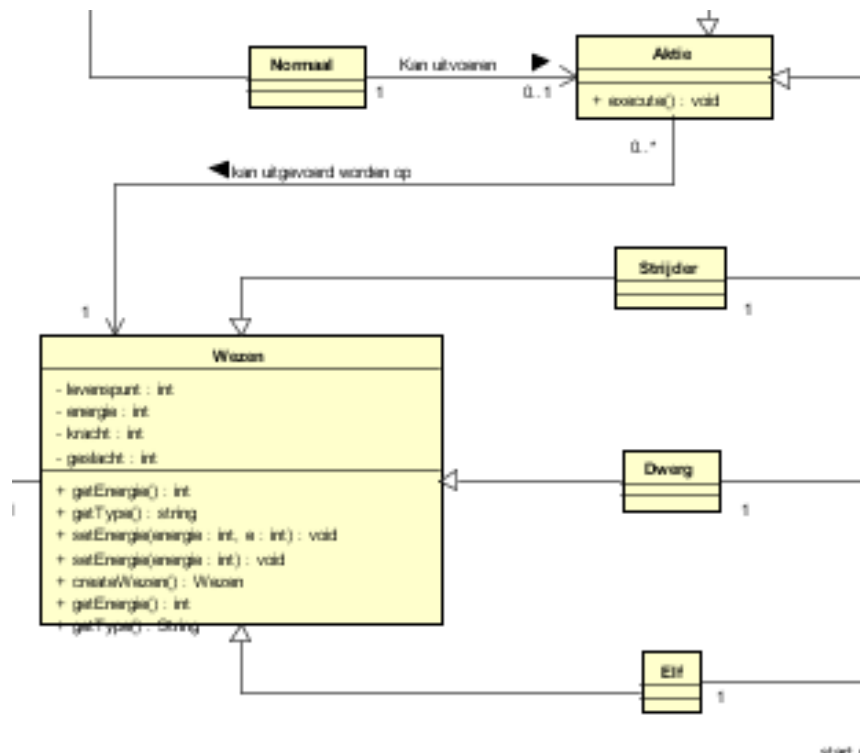 Normaal
Kan uitvoeren
1
0..1
Aktie
+ execute() : void
0..*
kan uitgevoerd worden op
1
Strijder
1
Wezen
- levenspunt : int
- energie : int
- kracht : int
- geslacht : int
+ getEnergie() : int
+ getType() : string
+ setEnergie(energie : int, e : int) : void
+ setEnergie(energie : int) : void
+ createWezen() : Wezen
+ getEnergie() : int
+ getType() : String
Dwerg
1
Elf
1